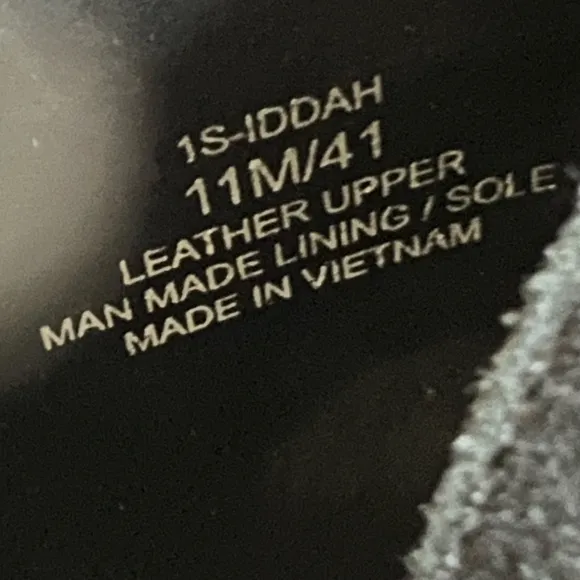 1S-IDDAH
11M/41
LEATHER UPPER
MAN MADE LINING / SOLE
MADE IN VIETNAM